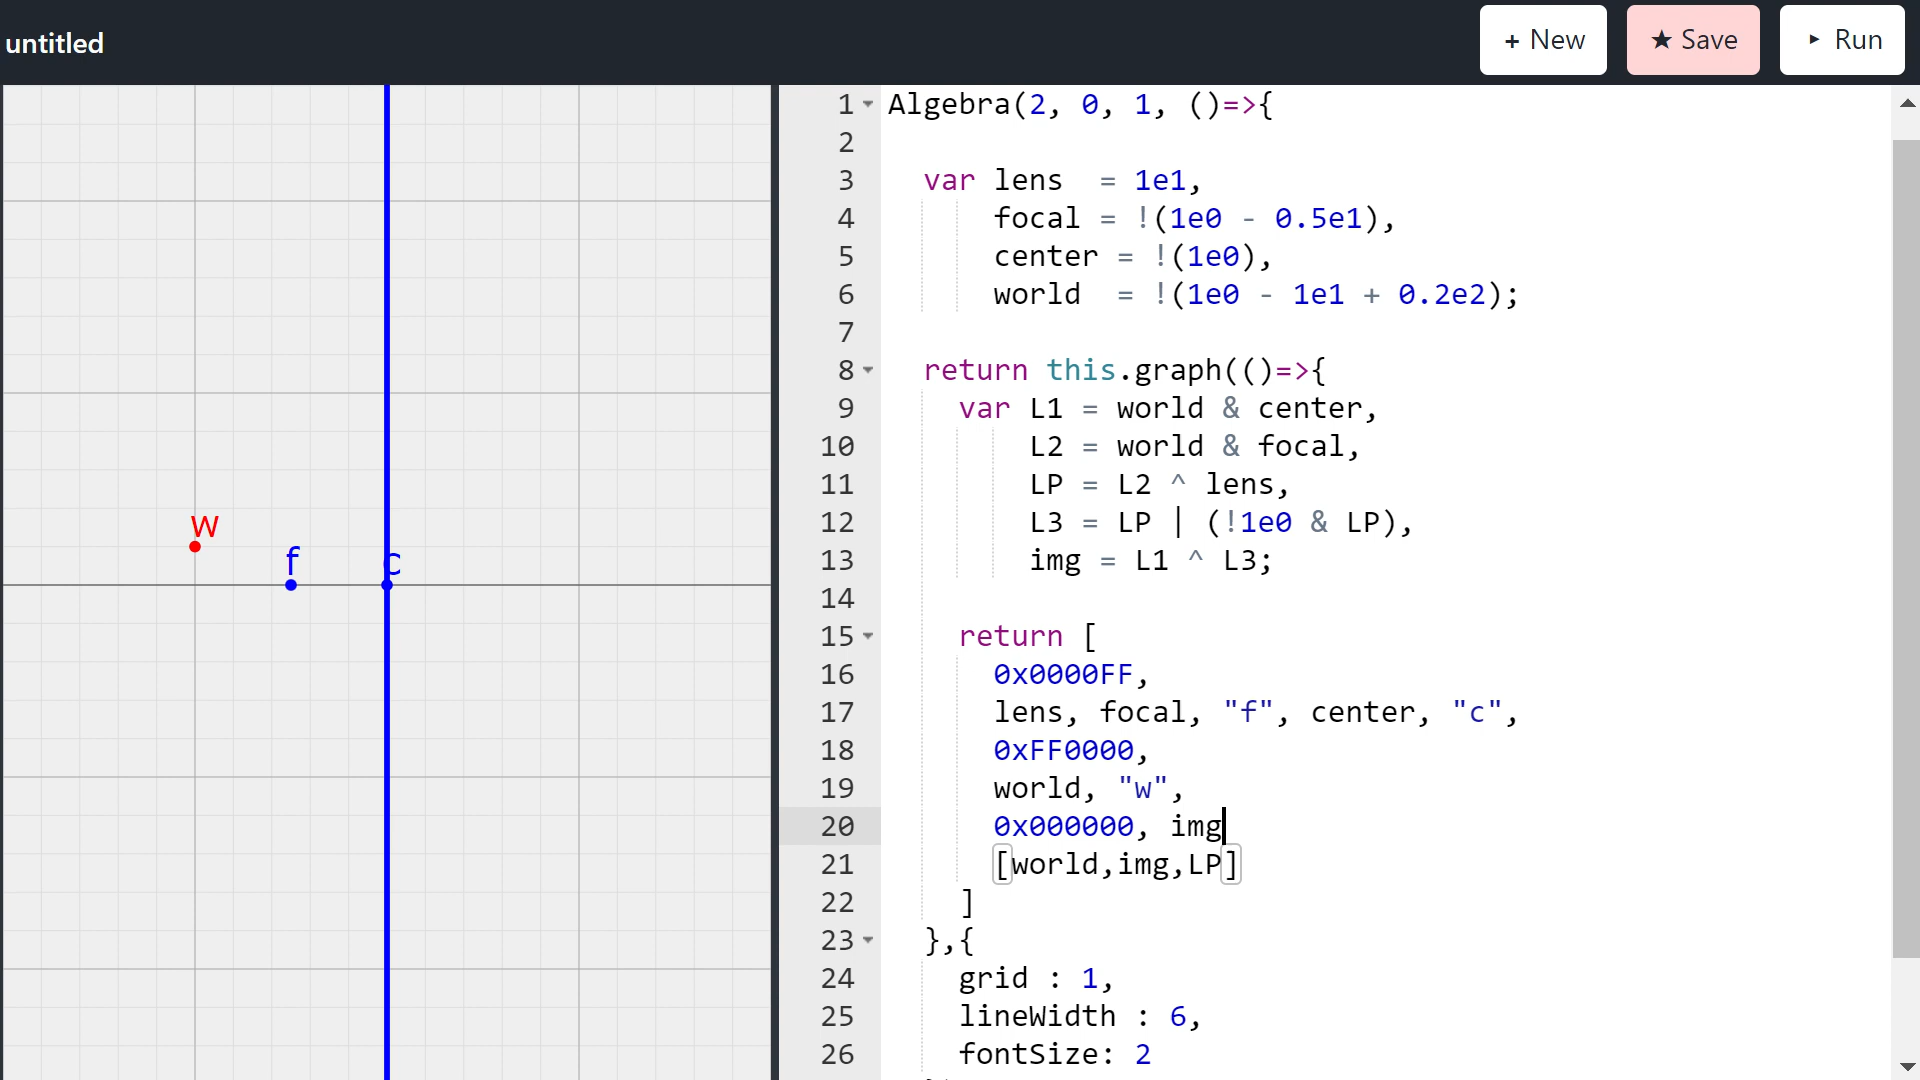 untitled
+ New
★ Save
‣ Run
w
f
c
1 Algebra(2, 0, 1, ()=>{
2
3 var lens = 1e1,
4 focal = !(1e0 - 0.5e1),
5 center = !(1e0),
6 world = !(1e0 - 1e1 + 0.2e2);
7
8 return this.graph(()=>{
9 var L1 = world & center,
10 L2 = world & focal,
11 LP = L2 ^ lens,
12 L3 = LP | (!1e0 & LP),
13 img = L1 ^ L3;
14
15 return [
16 0x0000FF,
17 lens, focal, "f", center, "c",
18 0xFF0000,
19 world, "w",
20 0x000000, img
21 [world,img,LP]
22 ]
23 },{
24 grid : 1,
25 lineWidth : 6,
26 fontSize: 2